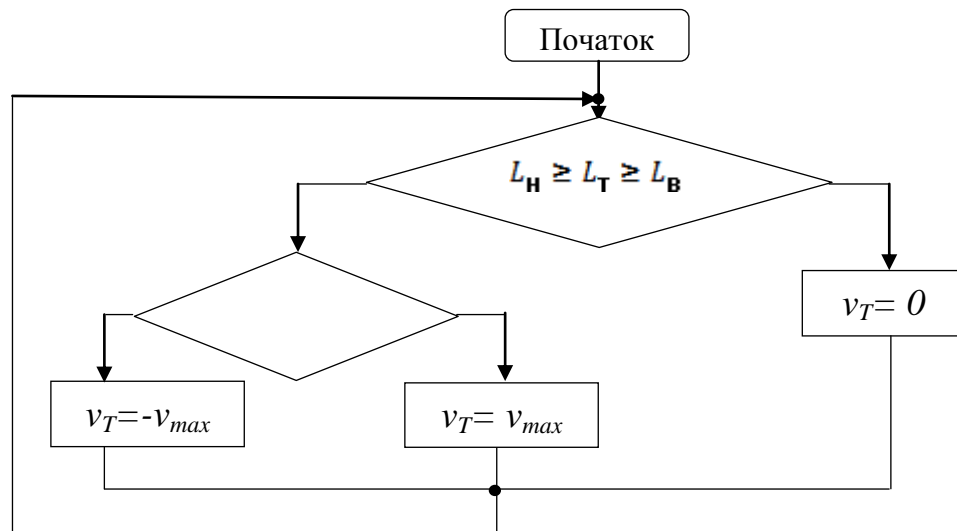 Початок
L_Н ≥ L_Т ≥ L_В
v_T= 0
v_T=-v_max
v_T= v_max